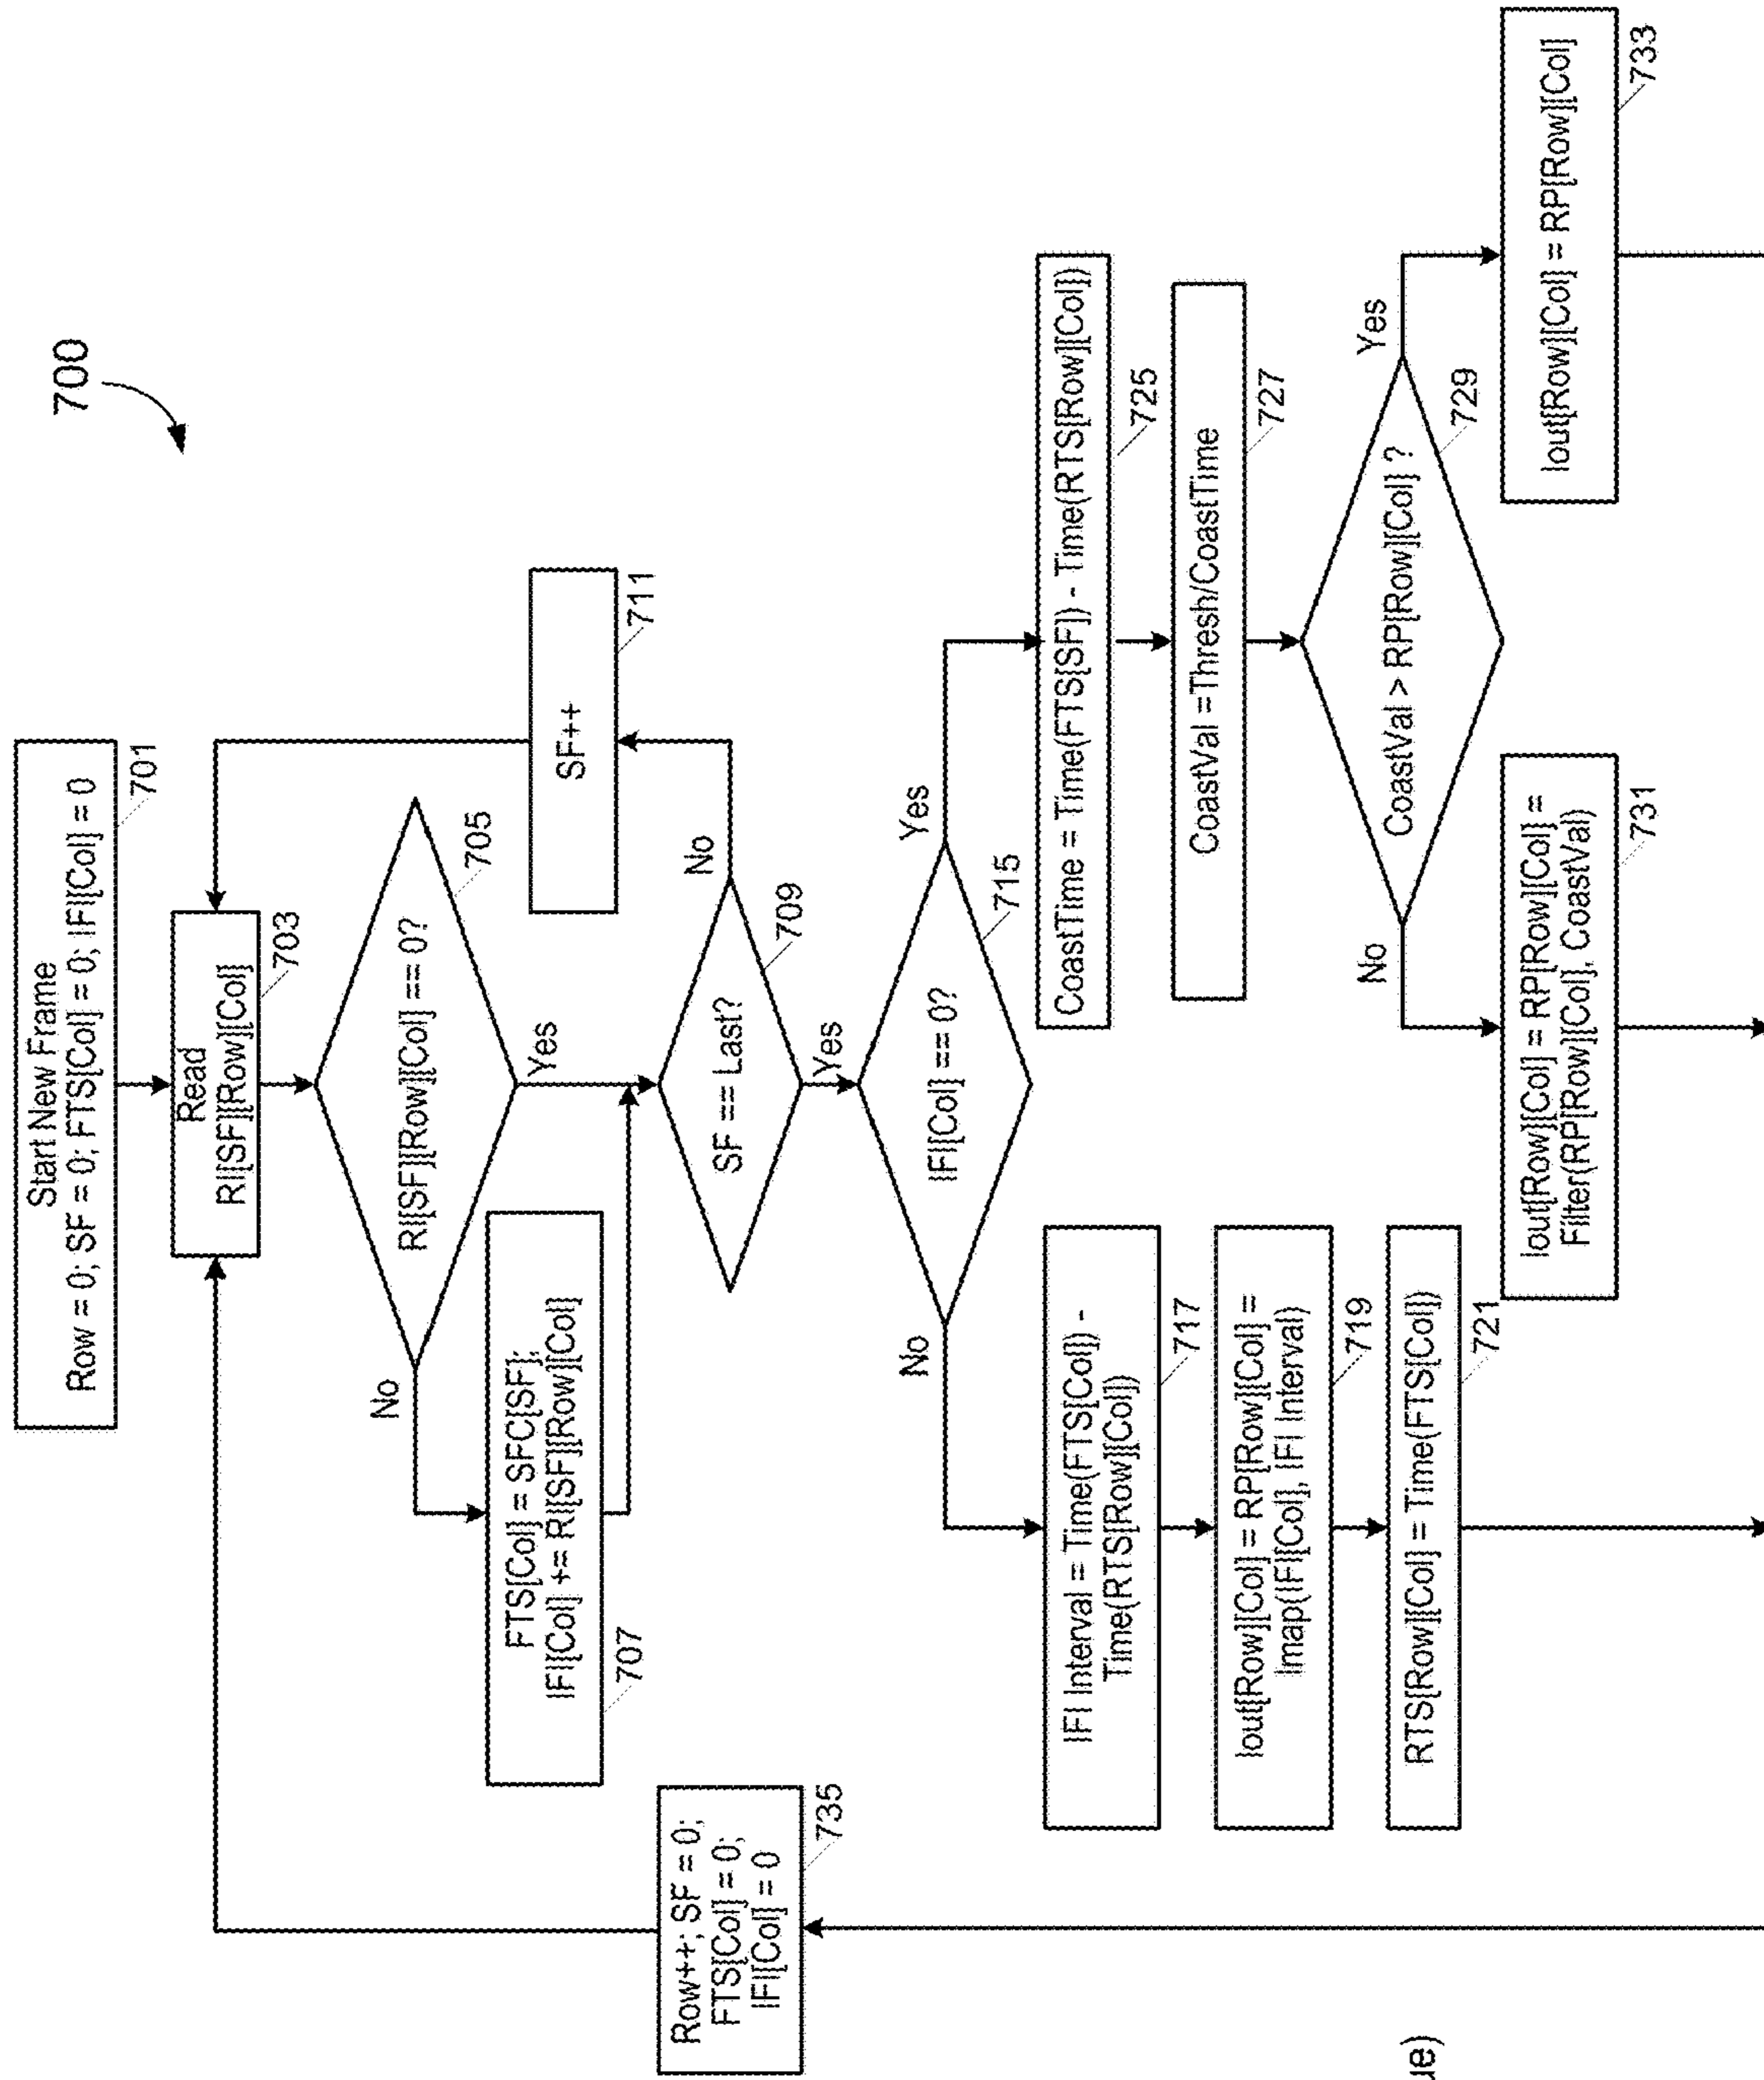 700
Start New Frame
Row = 0; SF = 0; FTS[Col] = 0; IFI[Col] = 0
701
Read
RI[SF][Row][Col]
703
RI[SF][Row][Col] == 0?
705
No
Yes
FTS[Col] = SFC[SF];
IFI[Col] += RI[SF][Row][Col]
707
SF == Last?
709
No
Yes
SF++
711
IFI[Col] == 0?
715
No
Yes
IFI Interval = Time(FTS[Col]) -
Time(RTS[Row][Col])
717
Iout[Row][Col] = RP[Row][Col] =
Imap(IFI[Col], IFI Interval)
719
RTS[Row][Col] = Time(FTS[Col])
721
CoastTime = Time(FTS[SF]) - Time(RTS[Row][Col])
725
CoastVal =Thresh/CoastTime
727
CoastVal > RP[Row][Col] ?
729
No
Yes
Iout[Row][Col] = RP[Row][Col] =
Filter(RP[Row][Col], CoastVal)
731
Iout[Row][Col] = RP[Row][Col]
733
Row++; SF = 0;
FTS[Col] = 0;
IFI[Col] = 0
735
ue)